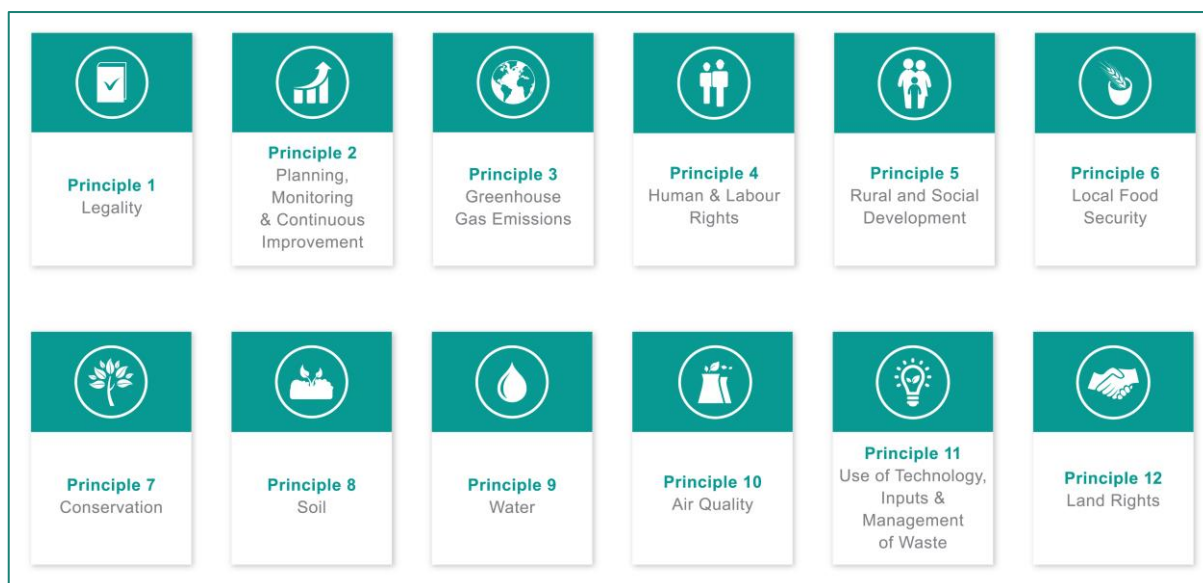 Principle 1
Legality
Principle 2
Planning,
Monitoring
& Continuous
Improvement
Principle 3
Greenhouse
Gas Emissions
Principle 4
Human & Labour
Rights
Principle 5
Rural and Social
Development
Principle 6
Local Food
Security
Principle 7
Conservation
Principle 8
Soil
Principle 9
Water
Principle 10
Air Quality
Principle 11
Use of Technology,
Inputs &
Management
of Waste
Principle 12
Land Rights